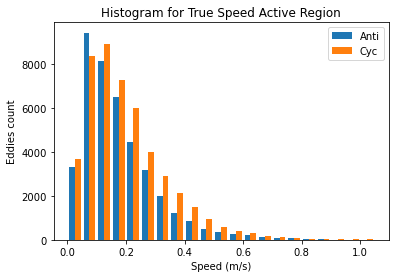 Histogram for True Speed Active Region
Anti
Cyc
8000
6000
4000
2000
0
Eddies count
0.0 0.2 0.4 0.6 0.8 1.0
Speed (m/s)